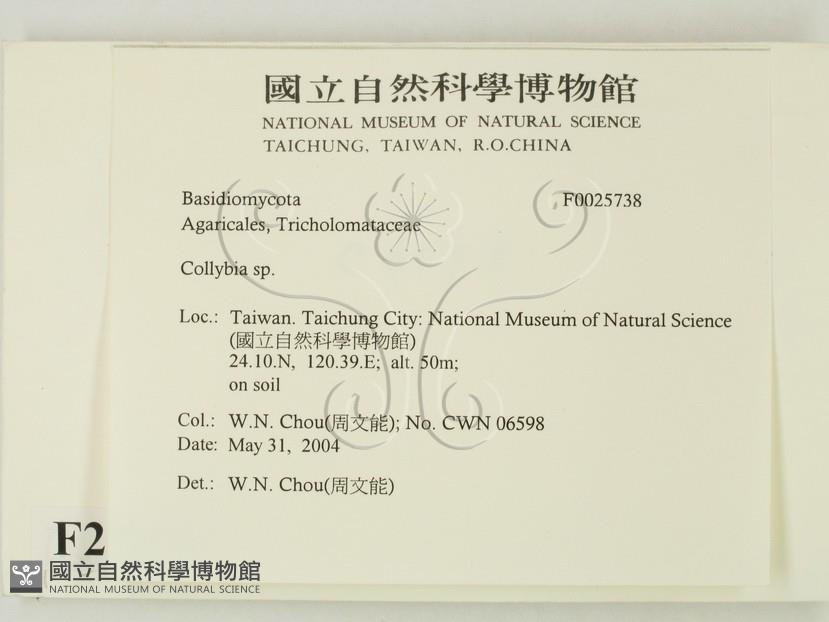 國立自然科學博物館
NATIONAL MUSEUM OF NATURAL SCIENCE
TAICHUNG, TAIWAN, R.O.CHINA
Basidiomycota F0025738
Agaricales, Tricholomataceae
Collybia sp.
Loc.: Taiwan. Taichung City: National Museum of Natural Science
(國立自然科學博物館)
24.10.N, 120.39.E; alt. 50m;
on soil
Col.: W.N. Chou(周文能); No. CWN 06598
Date: May 31, 2004
Det.: W.N. Chou(周文能)
F2
國立自然科學博物館
NATIONAL MUSEUM OF NATURAL SCIENCE